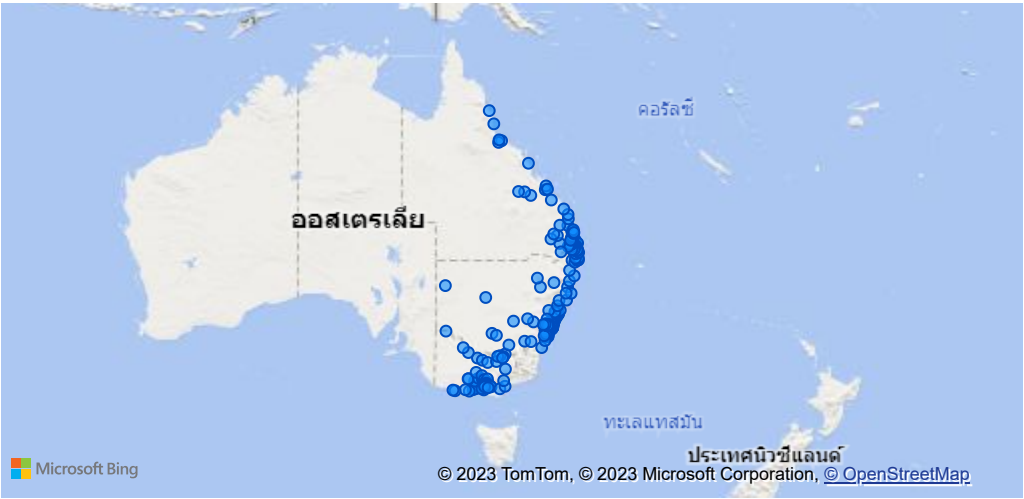 คอรัลซี
ออสเตรเลีย
ทะเลแทสมัน
ประเทศนิวซีแลนด์
Microsoft Bing
© 2023 TomTom, © 2023 Microsoft Corporation, © OpenStreetMap